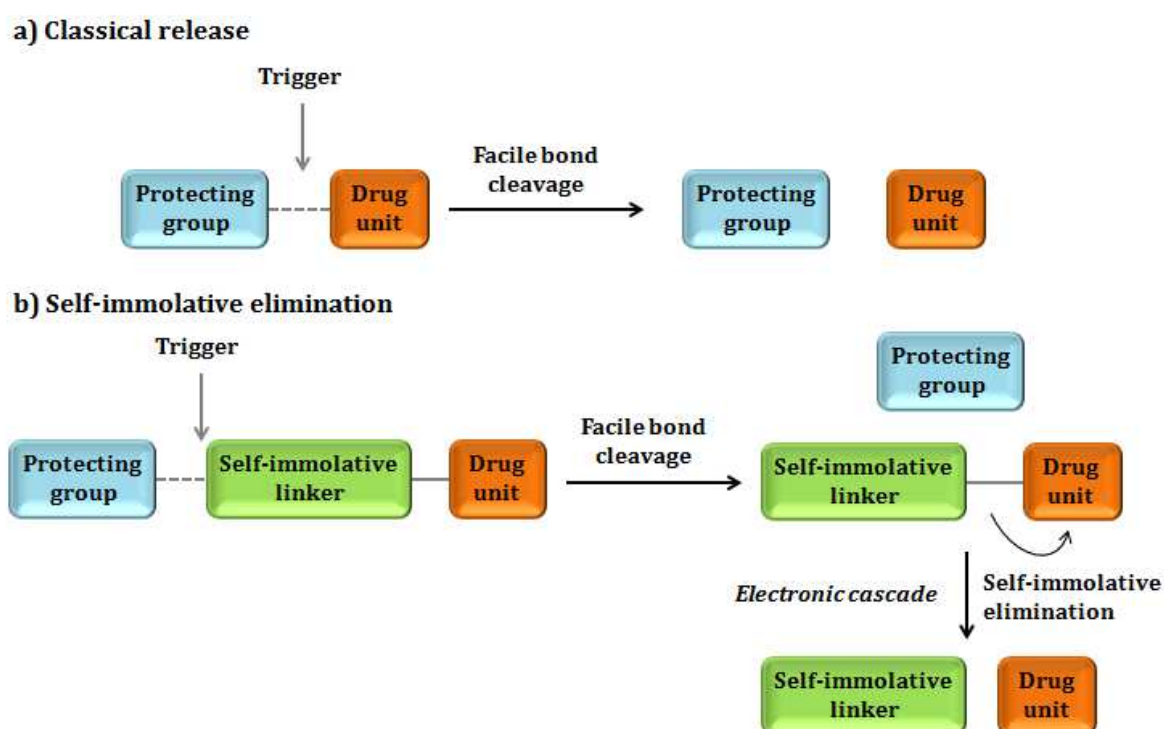 a) Classical release
Trigger
Protecting
group
Drug
unit
Facile bond
cleavage
Protecting
group
Drug
unit
b) Self-immolative elimination
Trigger
Protecting
group
Self-immolative
linker
Drug
unit
Facile bond
cleavage
Protecting
group
Self-immolative
linker
Drug
unit
Electronic cascade
Self-immolative
elimination
Self-immolative
linker
Drug
unit